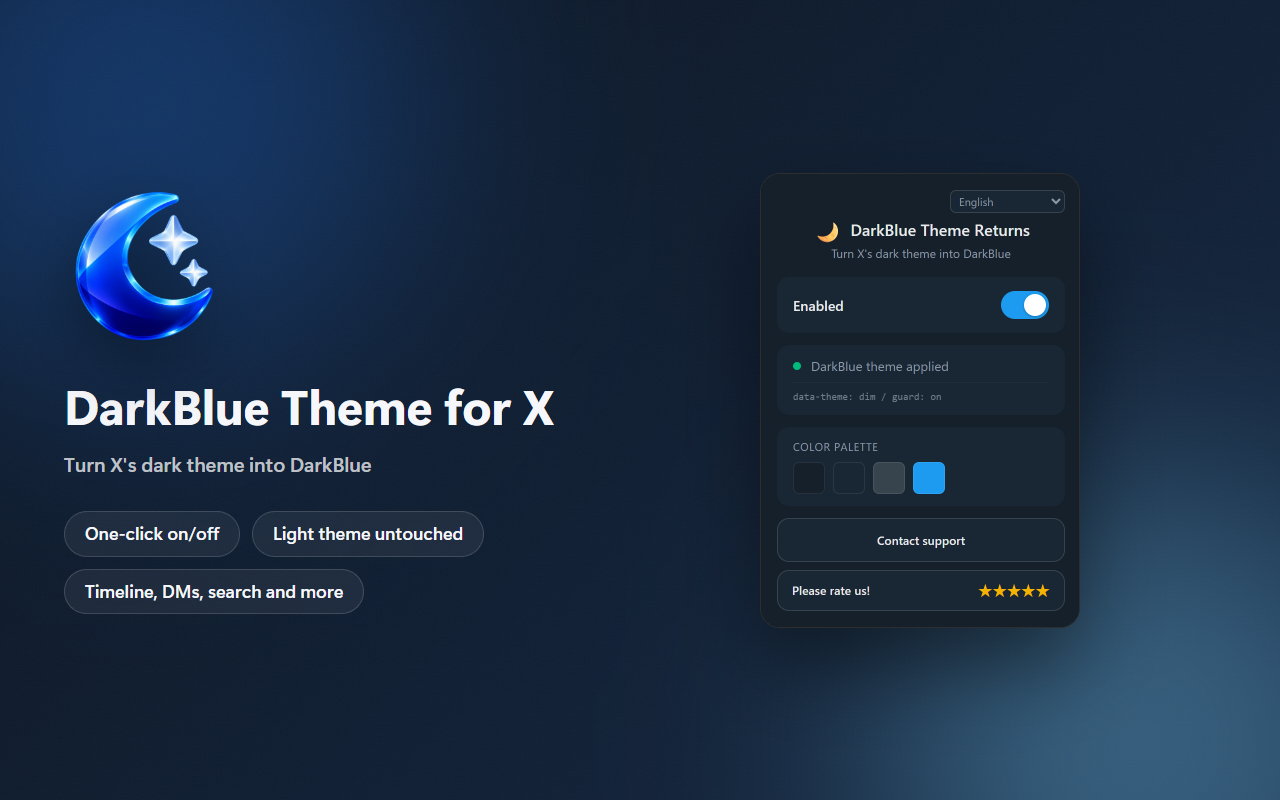 DarkBlue Theme for X
Turn X's dark theme into DarkBlue
One-click on/off
Light theme untouched
Timeline, DMs, search and more
English
DarkBlue Theme Returns
Turn X's dark theme into DarkBlue
Enabled
DarkBlue theme applied
data-theme: dim / guard: on
COLOR PALETTE
Contact support
Please rate us! ★★★★★